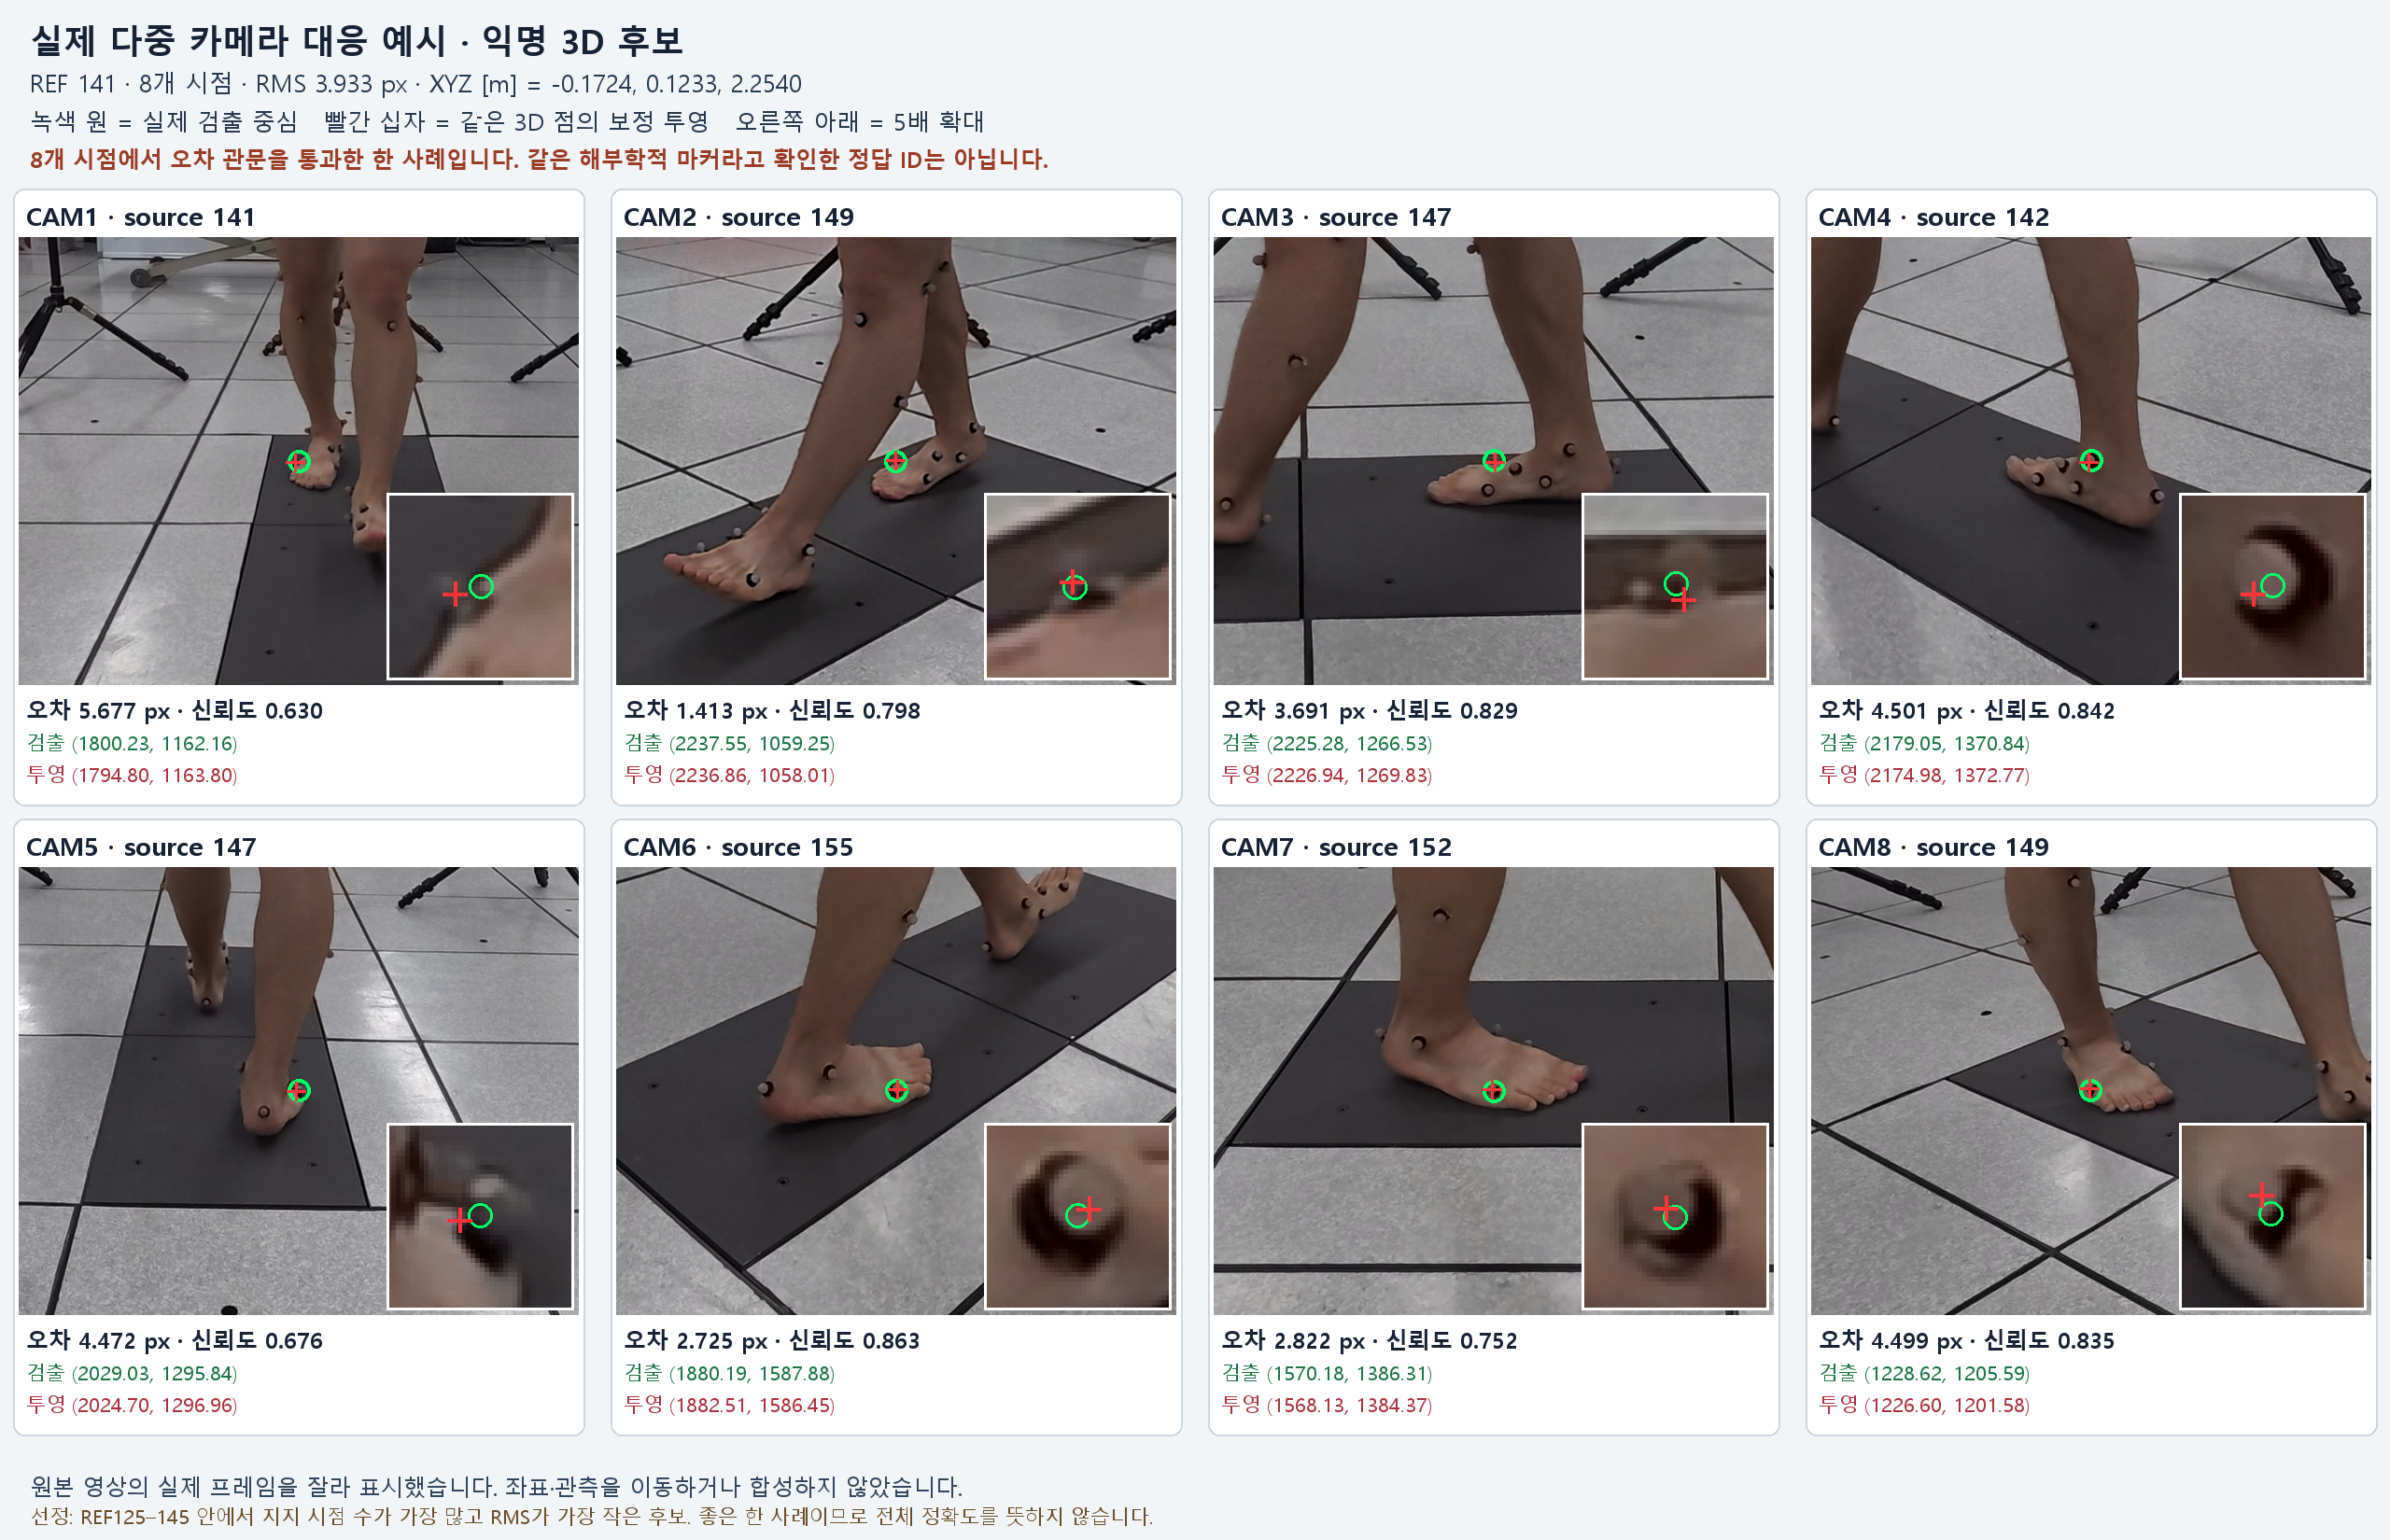 실제 다중 카메라 대응 예시 · 익명 3D 후보
REF 141 · 8개 시점 · RMS 3.933 px · XYZ [m] = -0.1724, 0.1233, 2.2540
녹색 원 = 실제 검출 중심 빨간 십자 = 같은 3D 점의 보정 투영 오른쪽 아래 = 5배 확대
8개 시점에서 오차 관문을 통과한 한 사례입니다. 같은 해부학적 마커라고 확인한 정답 ID는 아닙니다.
CAM1 · source 141
오차 5.677 px · 신뢰도 0.630
검출 (1800.23, 1162.16)
투영 (1794.80, 1163.80)
CAM2 · source 149
오차 1.413 px · 신뢰도 0.798
검출 (2237.55, 1059.25)
투영 (2236.86, 1058.01)
CAM3 · source 147
오차 3.691 px · 신뢰도 0.829
검출 (2225.28, 1266.53)
투영 (2226.94, 1269.83)
CAM4 · source 142
오차 4.501 px · 신뢰도 0.842
검출 (2179.05, 1370.84)
투영 (2174.98, 1372.77)
CAM5 · source 147
오차 4.472 px · 신뢰도 0.676
검출 (2029.03, 1295.84)
투영 (2024.70, 1296.96)
CAM6 · source 155
오차 2.725 px · 신뢰도 0.863
검출 (1880.19, 1587.88)
투영 (1882.51, 1586.45)
CAM7 · source 152
오차 2.822 px · 신뢰도 0.752
검출 (1570.18, 1386.31)
투영 (1568.13, 1384.37)
CAM8 · source 149
오차 4.499 px · 신뢰도 0.835
검출 (1228.62, 1205.59)
투영 (1226.60, 1201.58)
원본 영상의 실제 프레임을 잘라 표시했습니다. 좌표·관측을 이동하거나 합성하지 않았습니다.
선정: REF125–145 안에서 지지 시점 수가 가장 많고 RMS가 가장 작은 후보. 좋은 한 사례이므로 전체 정확도를 뜻하지 않습니다.